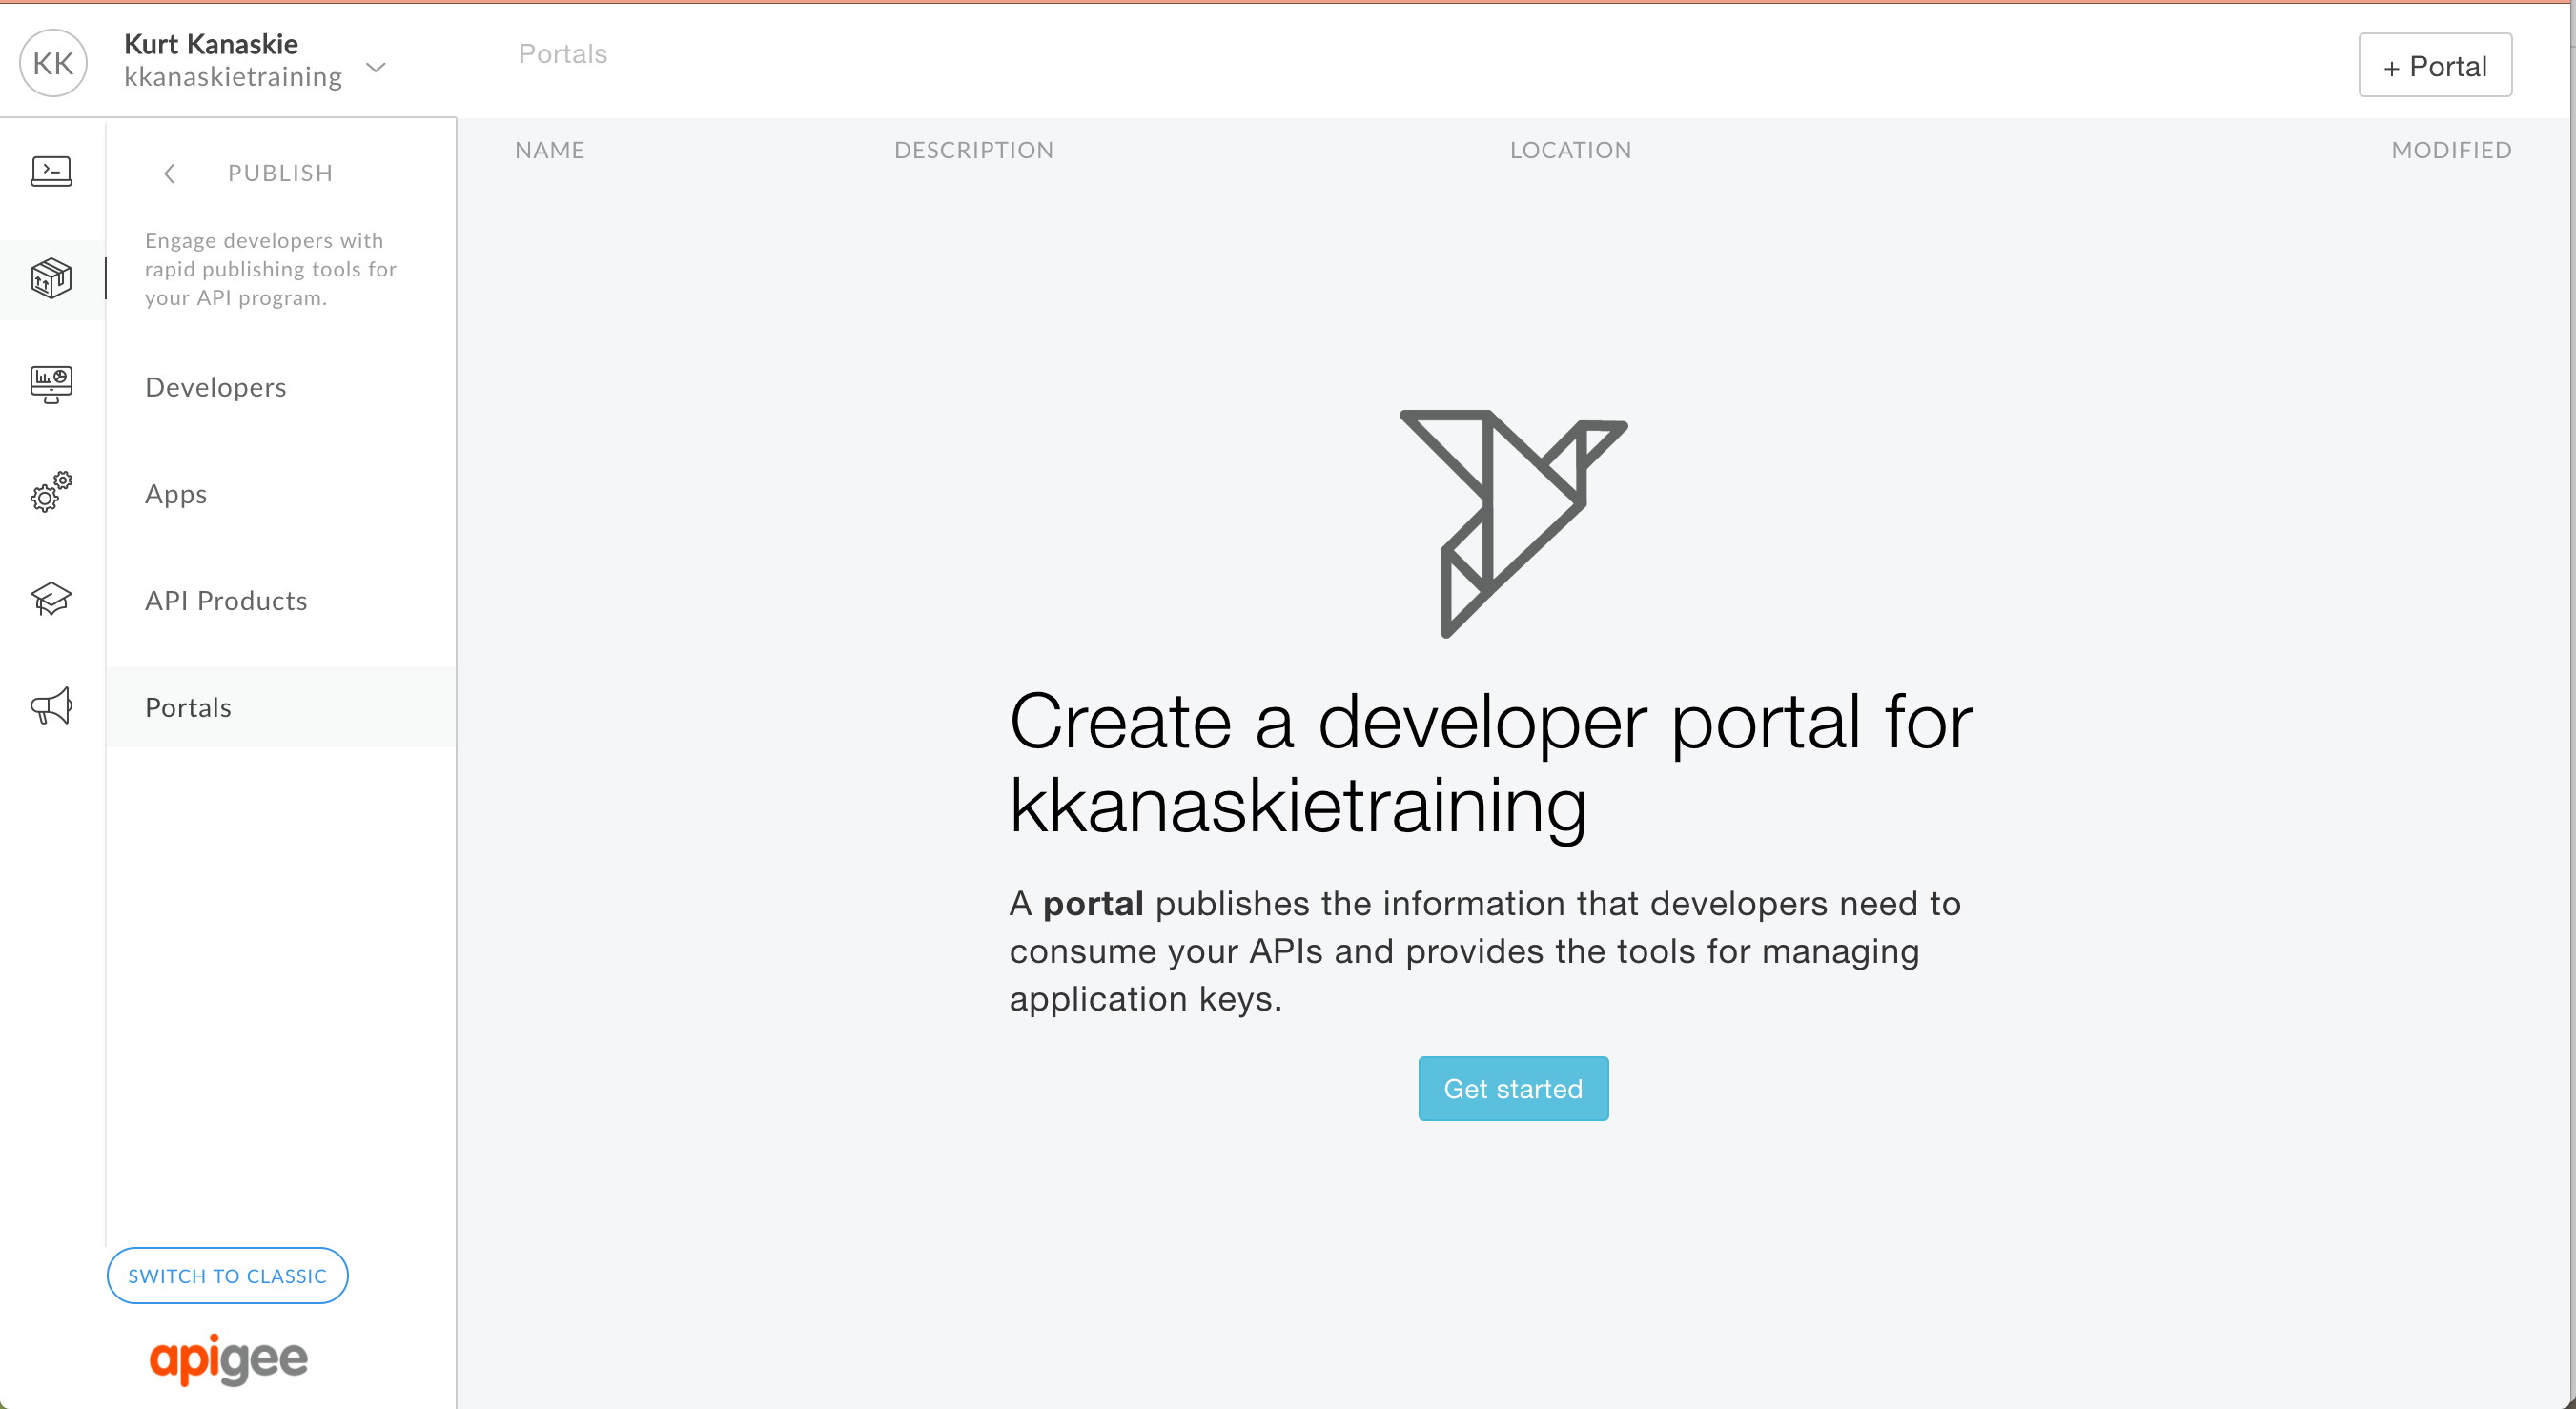 KK
Kurt Kanaskie
kkanaskietraining
Portals
+ Portal
PUBLISH
Engage developers with
rapid publishing tools for
your API program.
Developers
Apps
API Products
Portals
SWITCH TO CLASSIC
apigee
NAME
DESCRIPTION
LOCATION
MODIFIED
Create a developer portal for
kkanaskietraining
A portal publishes the information that developers need to
consume your APIs and provides the tools for managing
application keys.
Get started